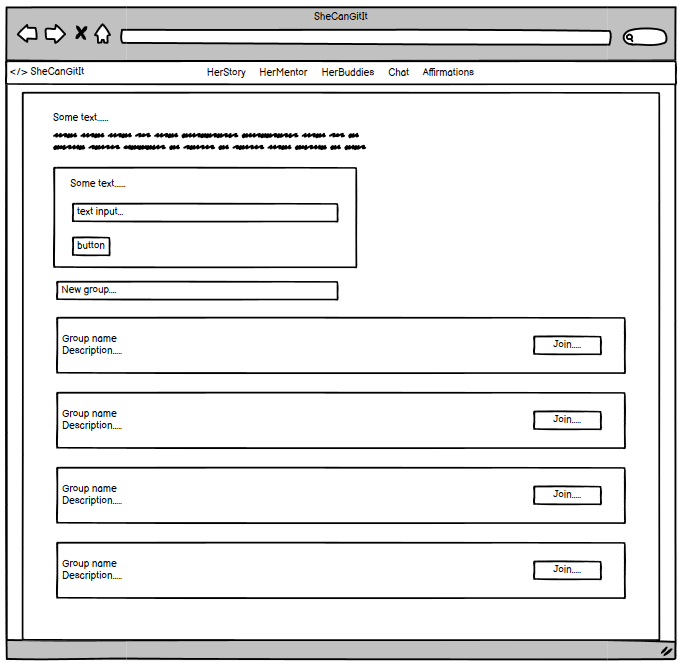 SheCanGitIt
</> SheCanGitIt HerStory HerMentor HerBuddies Chat Affirmations
Some text.....
Some text.....
text input...
button
New group....
Group name
Description.....
Join.....
Group name
Description.....
Join.....
Group name
Description.....
Join.....
Group name
Description.....
Join.....